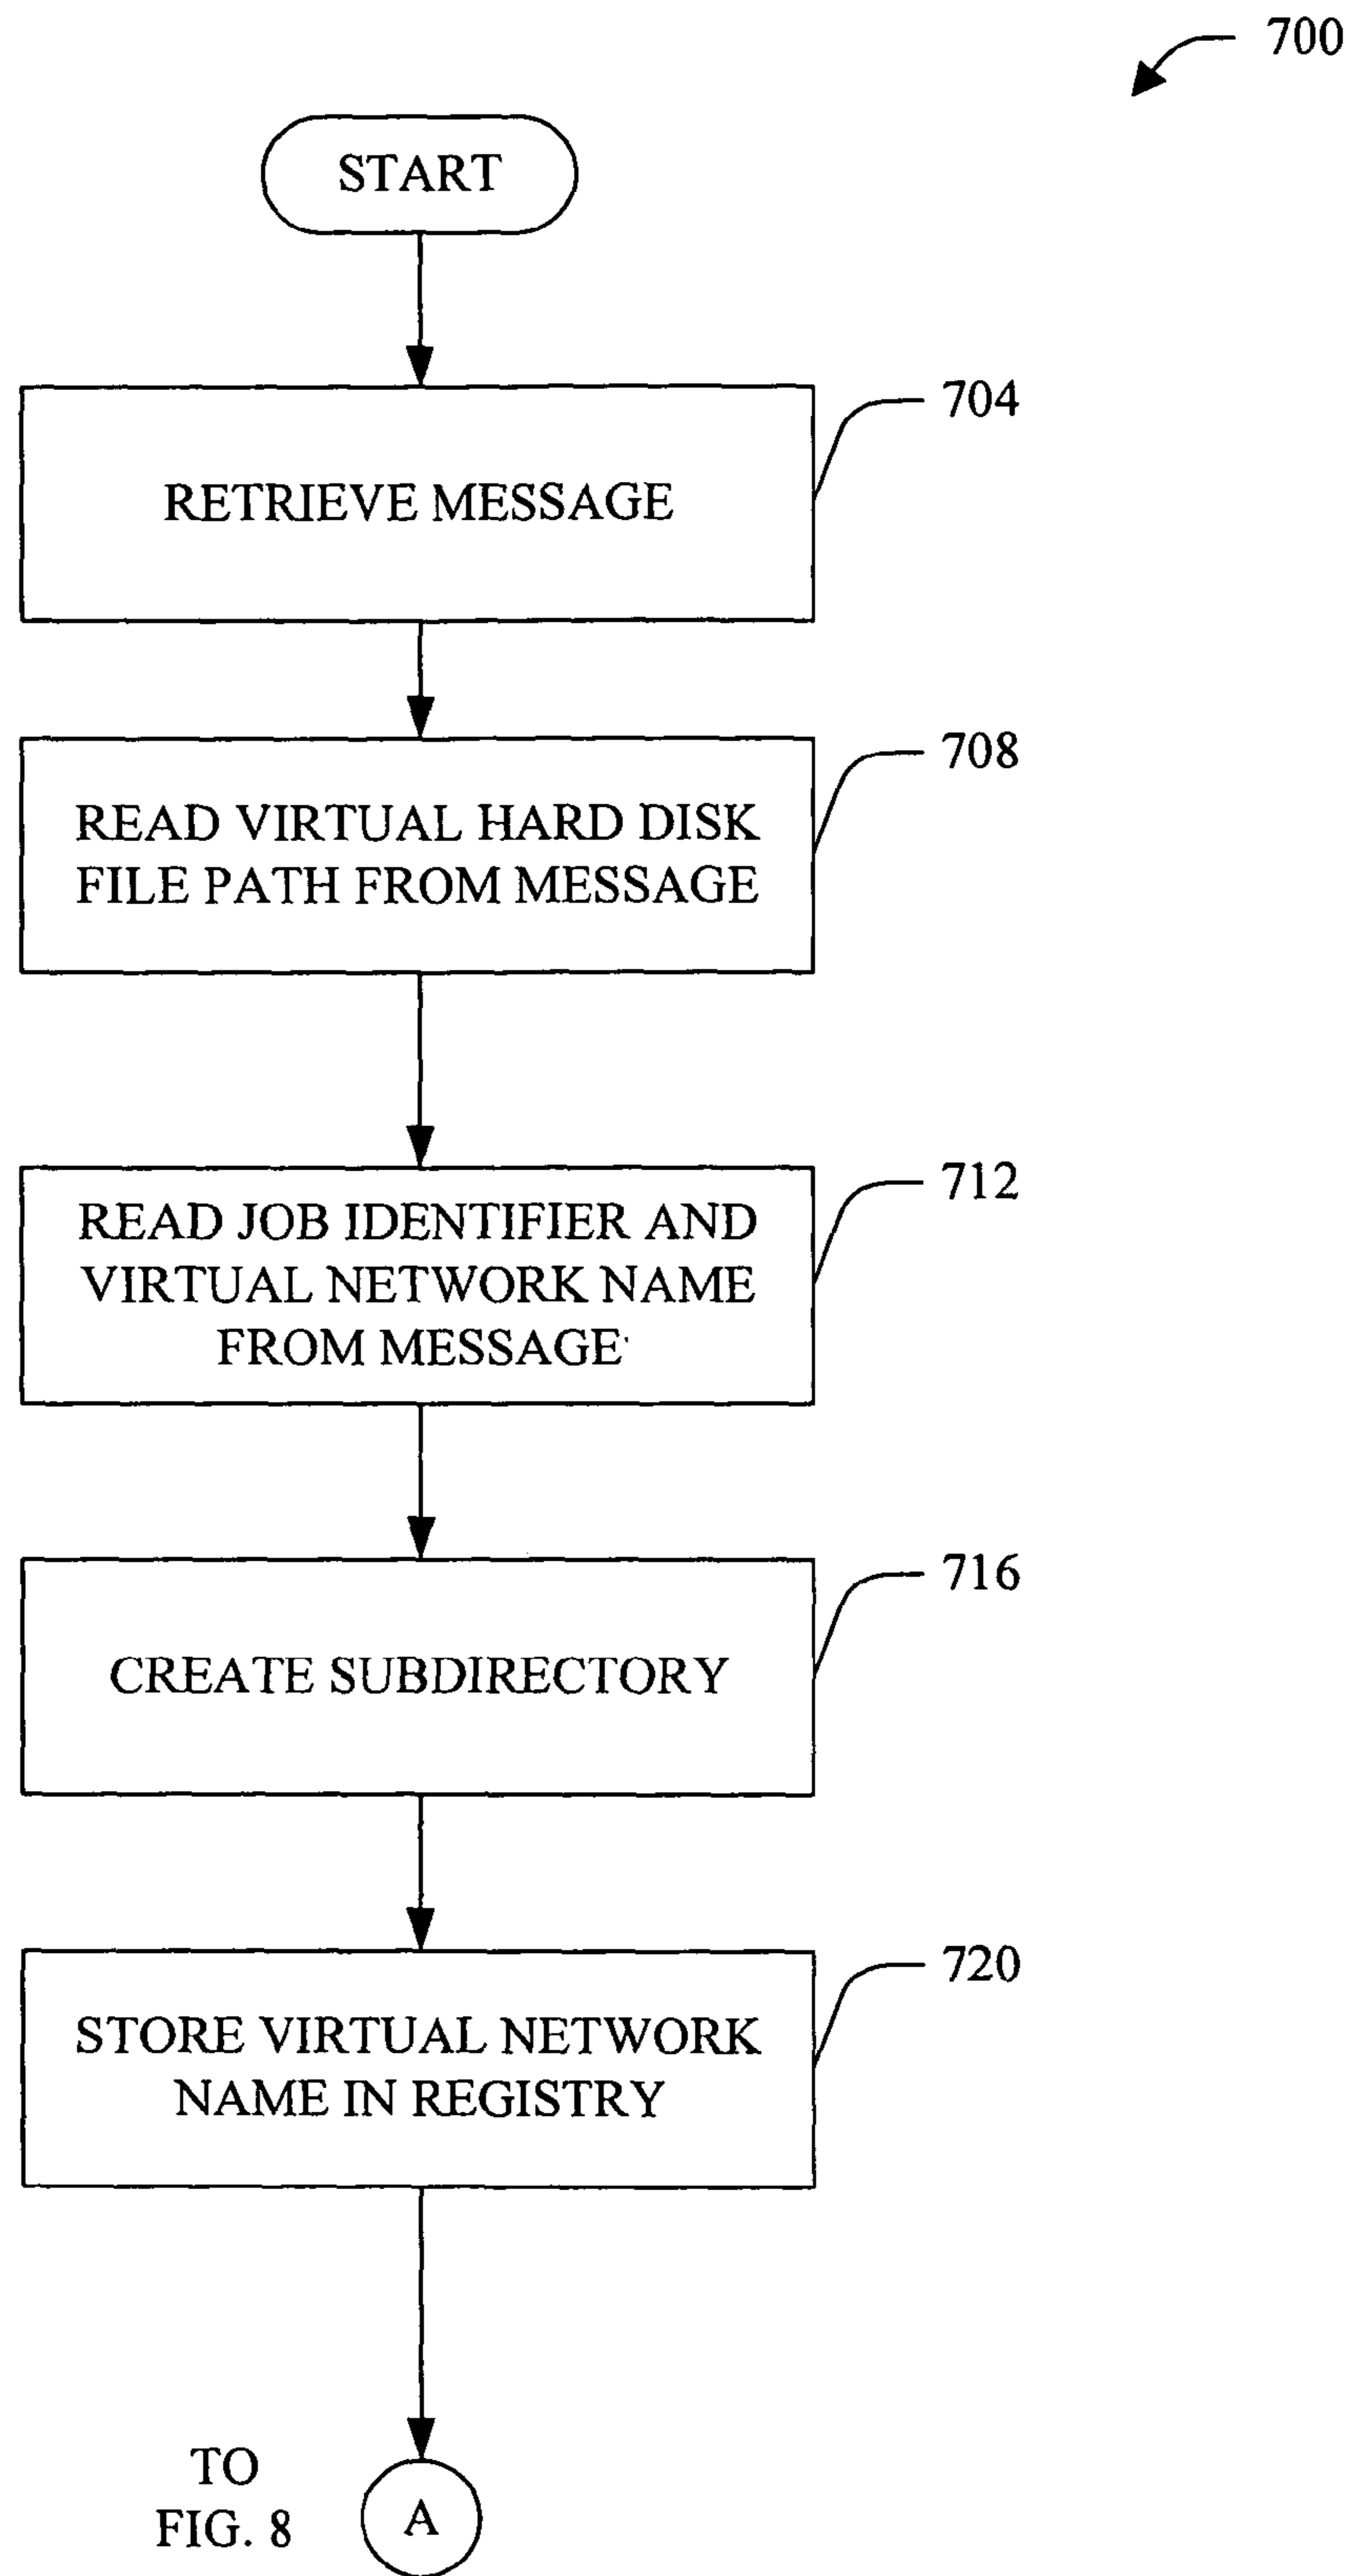 700
START
704
RETRIEVE MESSAGE
708
READ VIRTUAL HARD DISK
FILE PATH FROM MESSAGE
712
READ JOB IDENTIFIER AND
VIRTUAL NETWORK NAME
FROM MESSAGE
716
CREATE SUBDIRECTORY
720
STORE VIRTUAL NETWORK
NAME IN REGISTRY
TO
FIG. 8
A